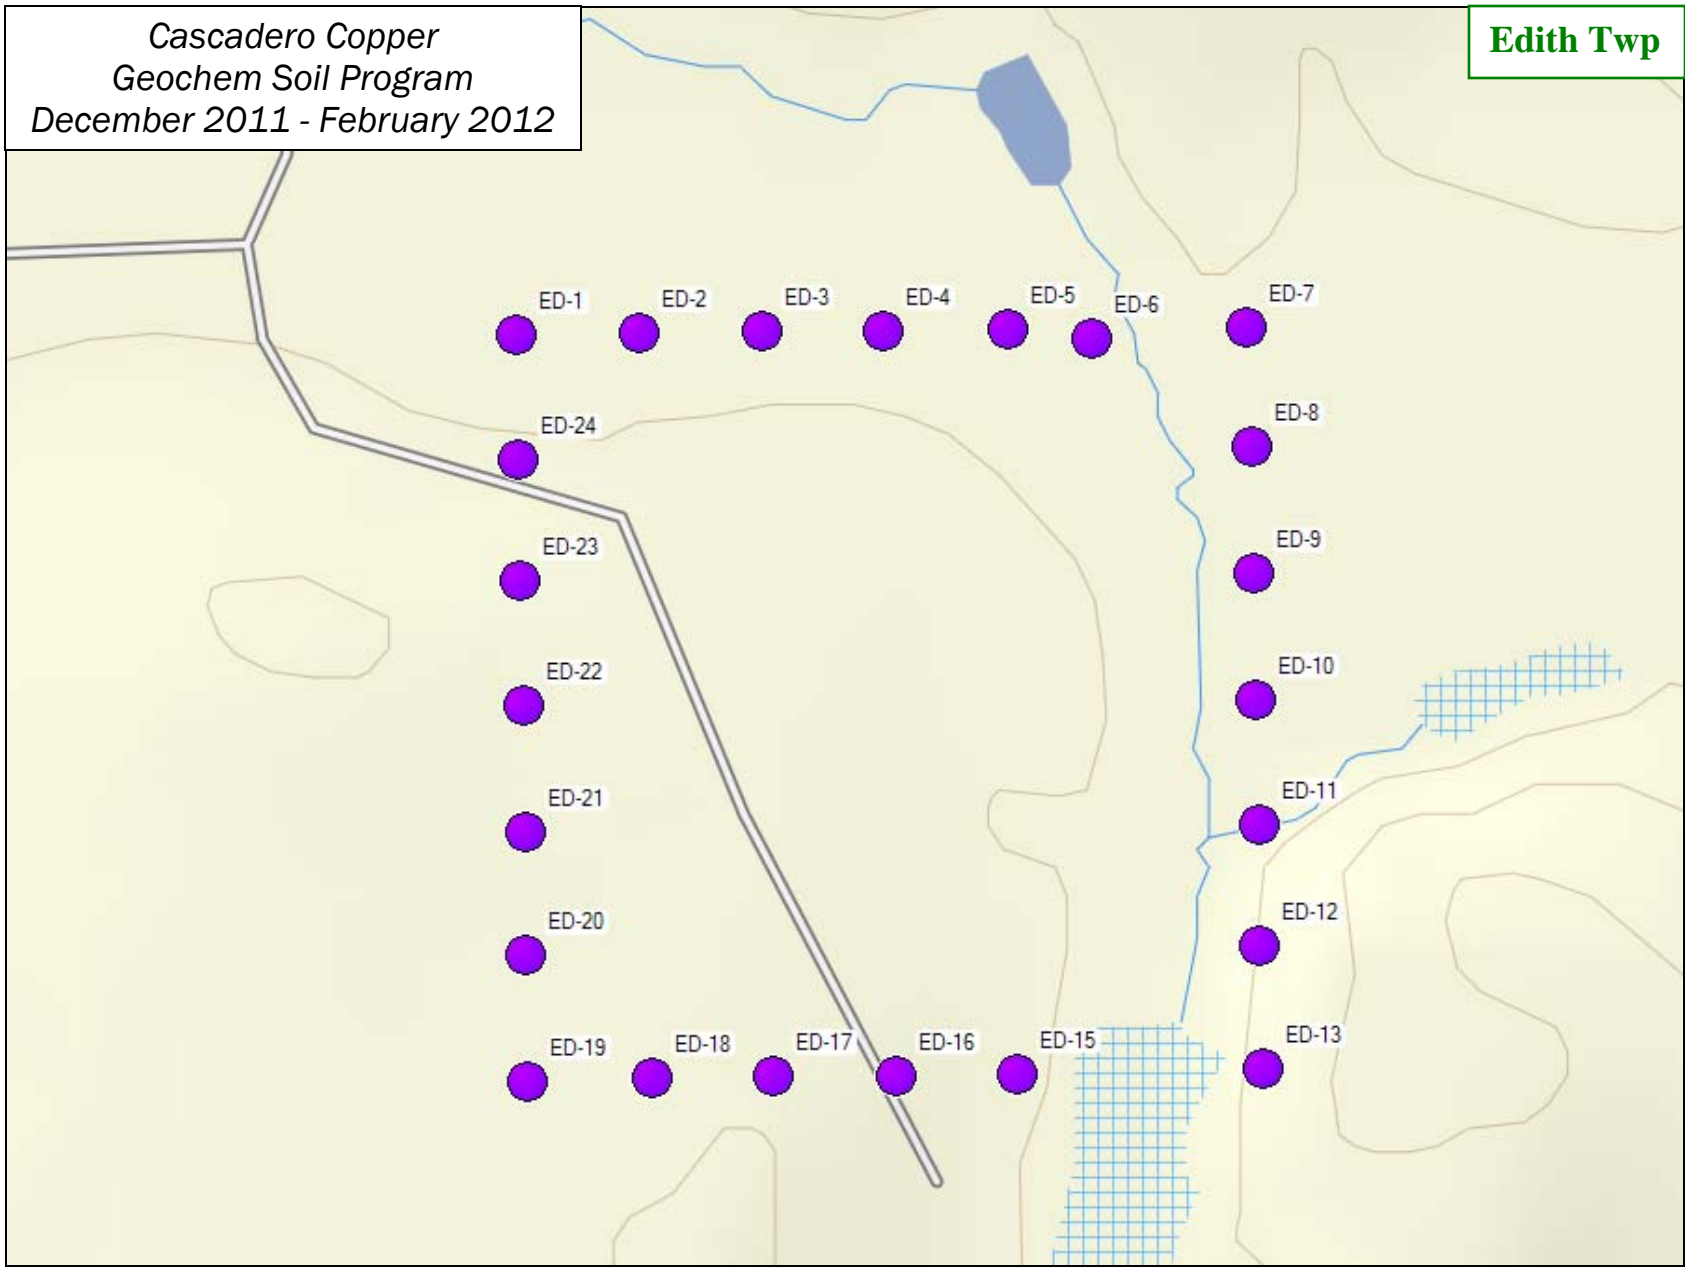 Cascadero Copper
Geochem Soil Program
December 2011 - February 2012
Edith Twp
ED-1
ED-2
ED-3
ED-4
ED-5
ED-6
ED-7
ED-8
ED-9
ED-10
ED-11
ED-12
ED-13
ED-15
ED-16
ED-17
ED-18
ED-19
ED-20
ED-21
ED-22
ED-23
ED-24